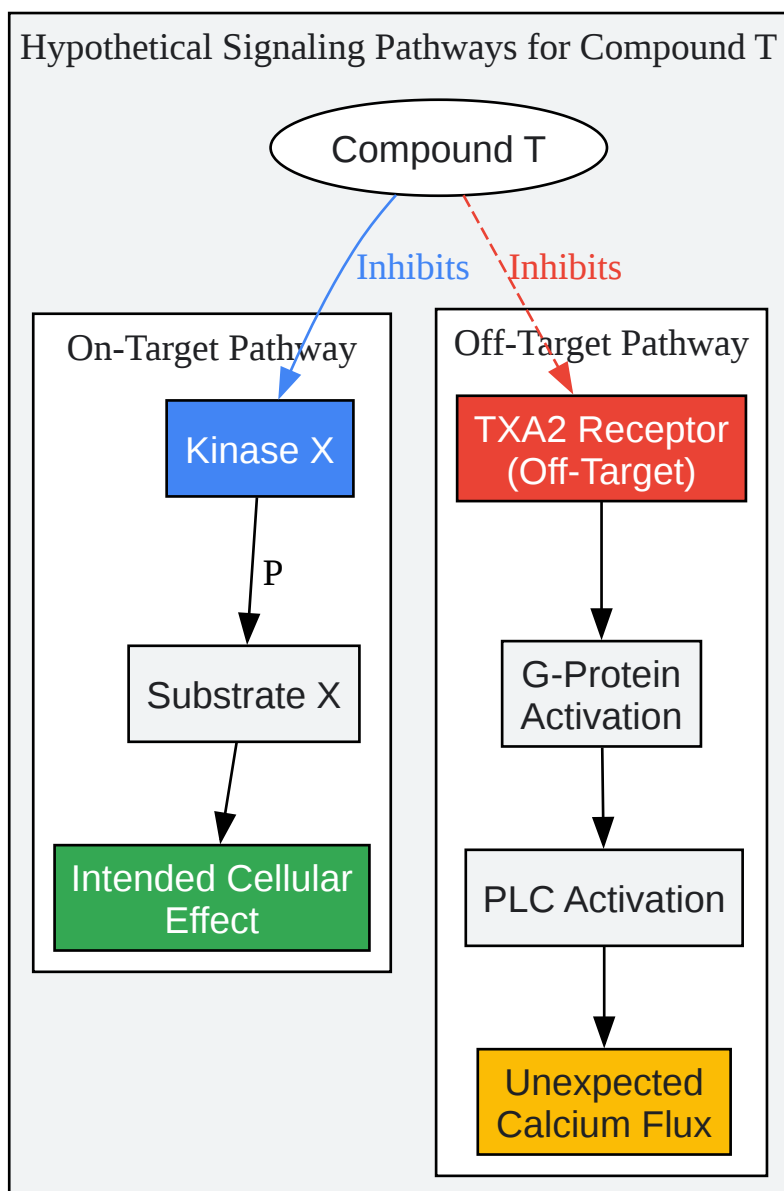 Hypothetical Signaling Pathways for Compound T
Compound T
Inhibits
Inhibits
On-Target Pathway
Off-Target Pathway
Kinase X
TXA2 Receptor
(Off-Target)
P
Substrate X
G-Protein
Activation
Intended Cellular
Effect
PLC Activation
Unexpected
Calcium Flux